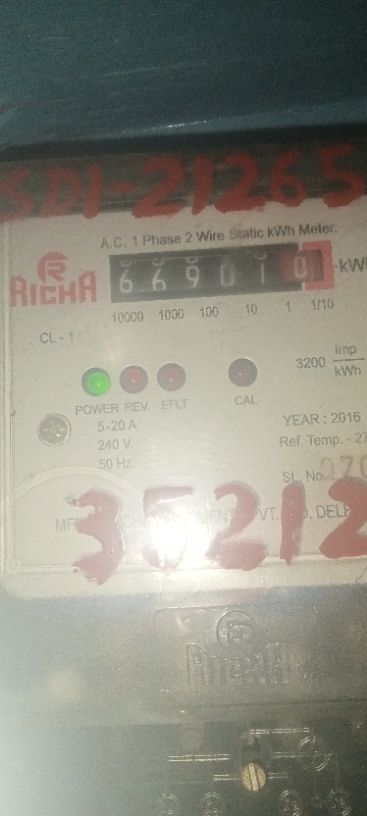 SDI-21265
A.C. 1 Phase 2 Wire Static kWh Meter.
RICHA
669010 kW
10000 1000 100 10 1 1/10
CL - 1
3200 imp/kWh
POWER REV. EFLT CAL
5-20 A
240 V.
50 Hz.
YEAR : 2016
Ref. Temp. - 27
SL. No.
35212
RICHA